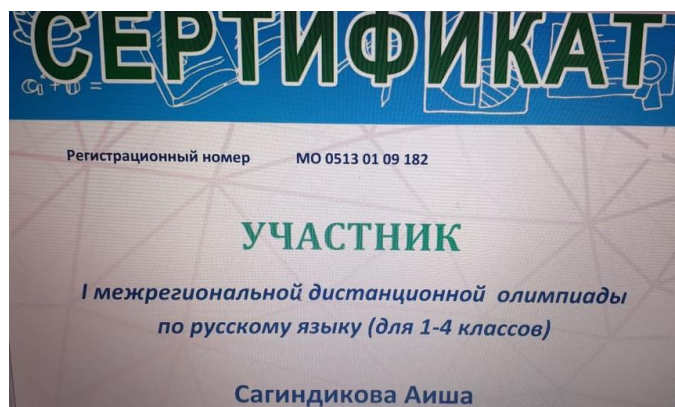 СЕРТИФИКАТ
Регистрационный номер МО 0513 01 09 182
УЧАСТНИК
I межрегиональной дистанционной олимпиады
по русскому языку (для 1-4 классов)
Сагиндикова Аиша